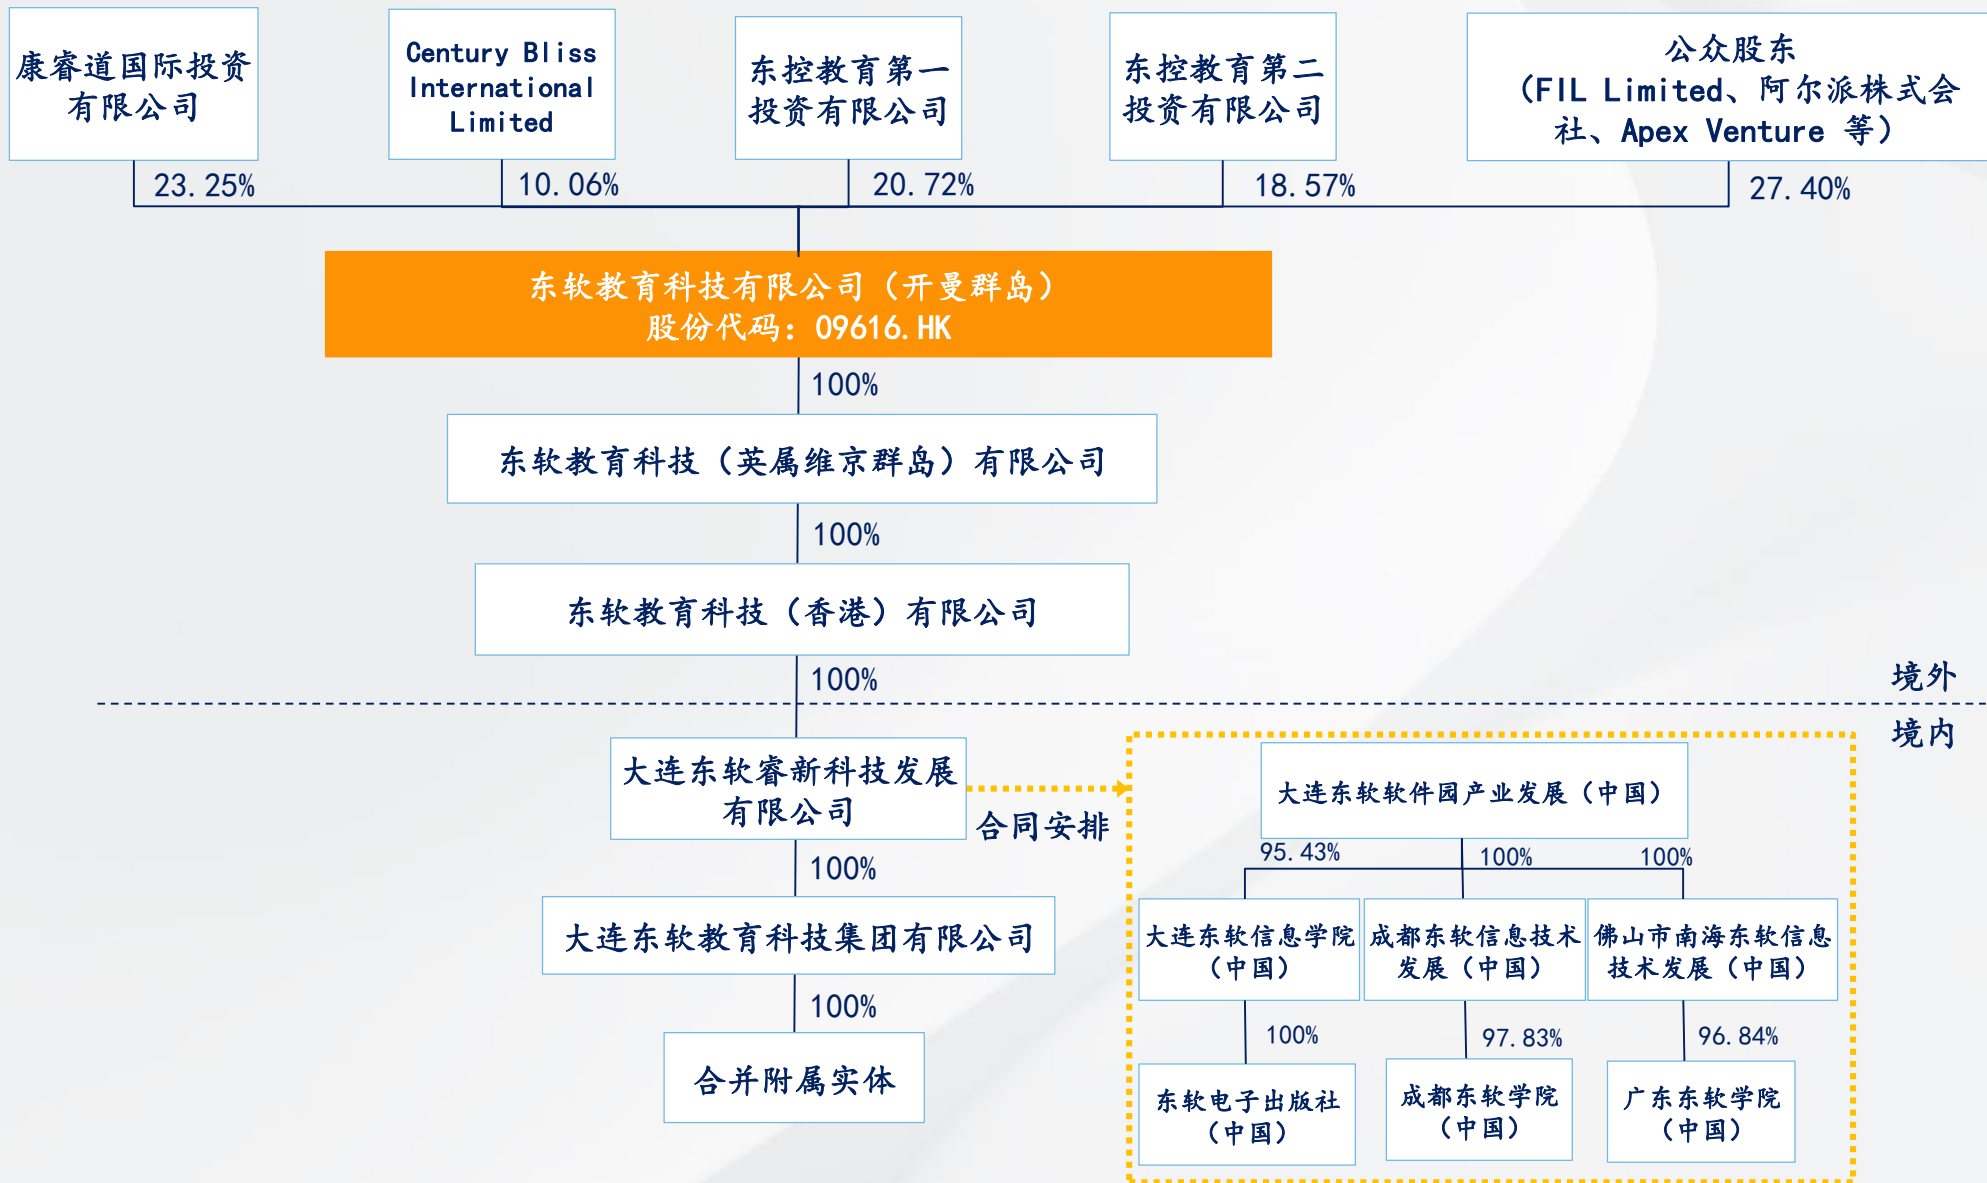 康睿道国际投资
有限公司
Century Bliss
International
Limited
东控教育第一
投资有限公司
东控教育第二
投资有限公司
公众股东
（FIL Limited、阿尔派株式会
社、Apex Venture 等）
23.25%
10.06%
20.72%
18.57%
27.40%
东软教育科技有限公司（开曼群岛）
股份代码：09616.HK
100%
东软教育科技（英属维京群岛）有限公司
100%
东软教育科技（香港）有限公司
100%
境外
境内
大连东软睿新科技发展
有限公司
合同安排
大连东软软件园产业发展（中国）
100%
95.43%
100%
100%
大连东软教育科技集团有限公司
大连东软信息学院
（中国）
成都东软信息技术
发展（中国）
佛山市南海东软信息
技术发展（中国）
100%
100%
97.83%
96.84%
合并附属实体
东软电子出版社
（中国）
成都东软学院
（中国）
广东东软学院
（中国）